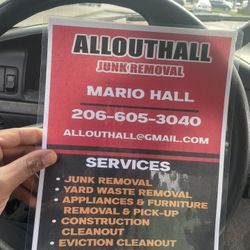 ALLOUTHALL
JUNK REMOVAL
MARIO HALL
206-605-3040
ALLOUTHALL@GMAIL.COM
SERVICES
• JUNK REMOVAL
• YARD WASTE REMOVAL
• APPLIANCES & FURNITURE
REMOVAL & PICK-UP
• CONSTRUCTION
CLEANOUT
• EVICTION CLEANOUT